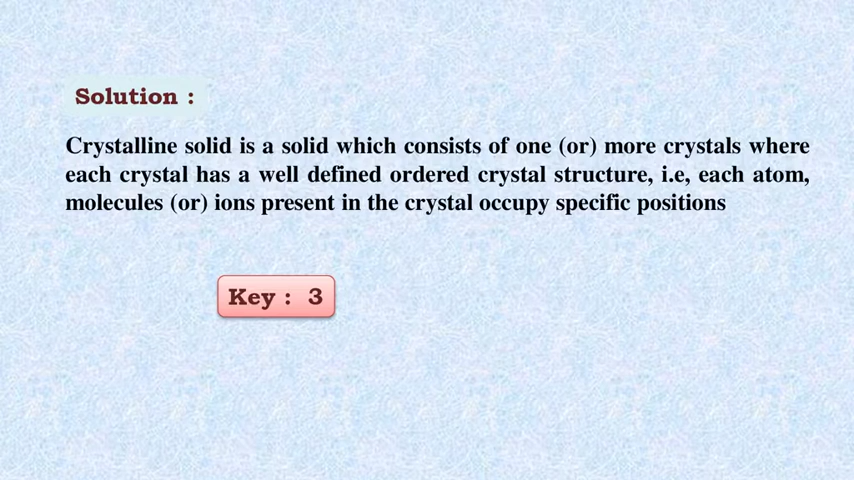 Solution :
Crystalline solid is a solid which consists of one (or) more crystals where
each crystal has a well defined ordered crystal structure, i.e, each atom,
molecules (or) ions present in the crystal occupy specific positions
Key : 3